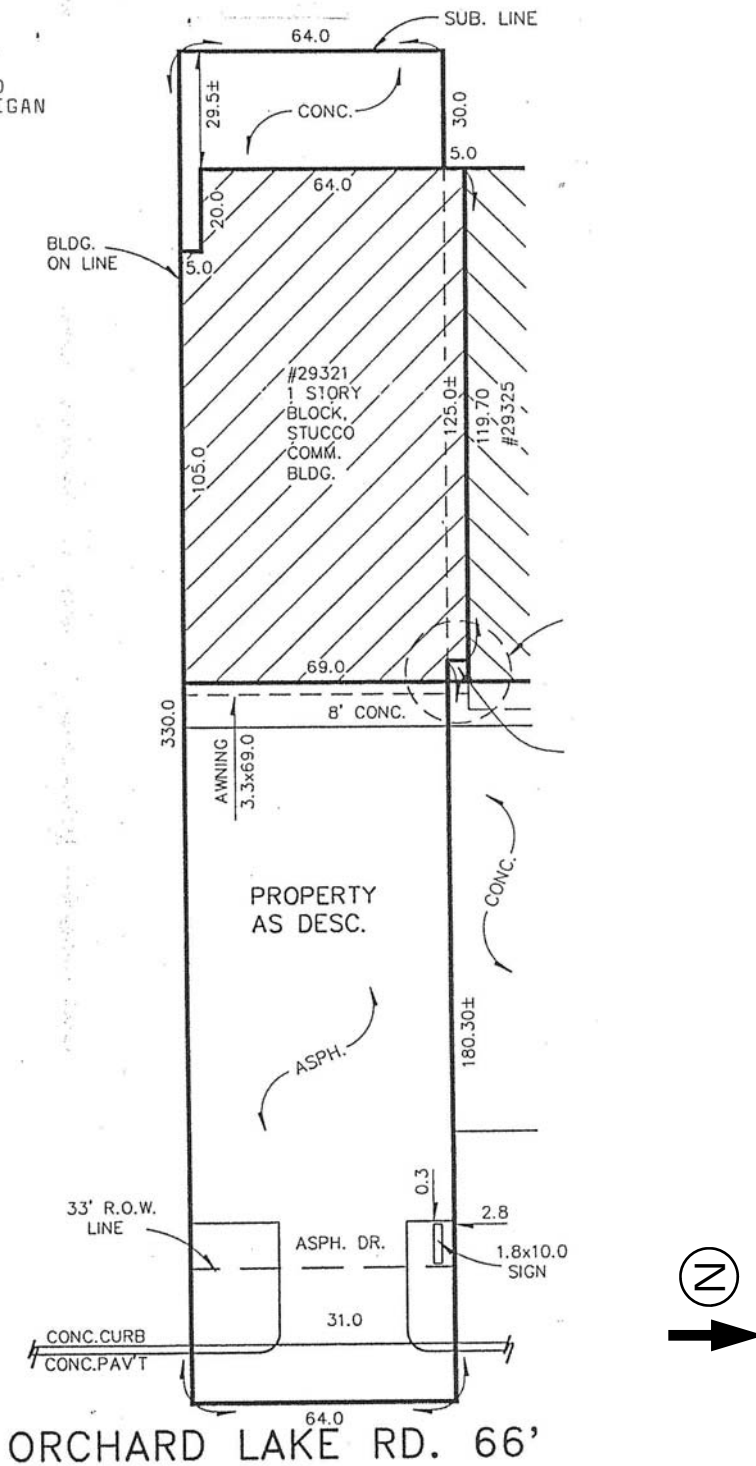 SUB. LINE
64.0
EGAN
29.5±
CONC.
30.0
5.0
64.0
20.0
BLDG.
ON LINE
5.0
#29321
1 STORY
BLOCK,
STUCCO
COMM.
BLDG.
125.0±
119.70
#29325
105.0
69.0
8' CONC.
330.0
AWNING
3.3x69.0
CONC.
PROPERTY
AS DESC.
ASPH.
180.30±
33' R.O.W.
LINE
0.3
2.8
ASPH. DR.
1.8x10.0
SIGN
N
31.0
CONC.CURB
CONC.PAV'T
64.0
ORCHARD LAKE RD. 66'